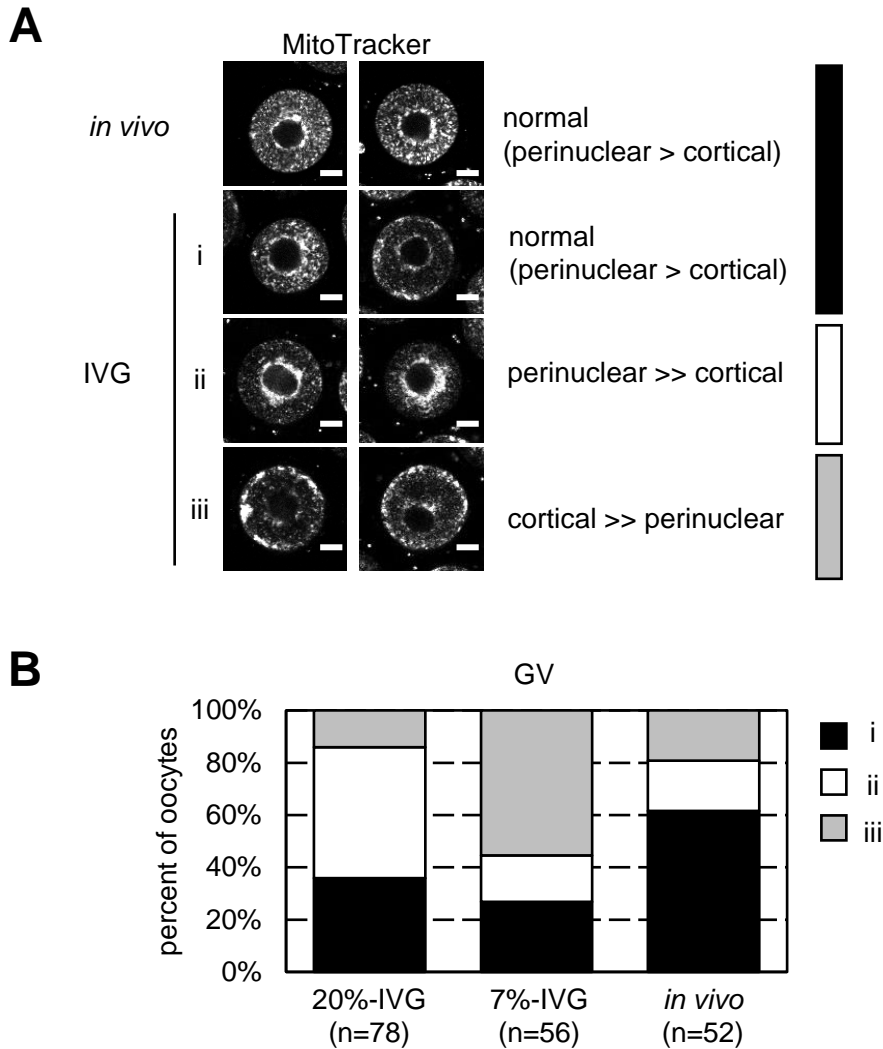 A
MitoTracker
in vivo
normal
(perinuclear > cortical)
i
normal
(perinuclear > cortical)
IVG
ii
perinuclear >> cortical
iii
cortical >> perinuclear
B
GV
percent of oocytes
100%
80%
60%
40%
20%
0%
i
ii
iii
20%-IVG
(n=78)
7%-IVG
(n=56)
in vivo
(n=52)